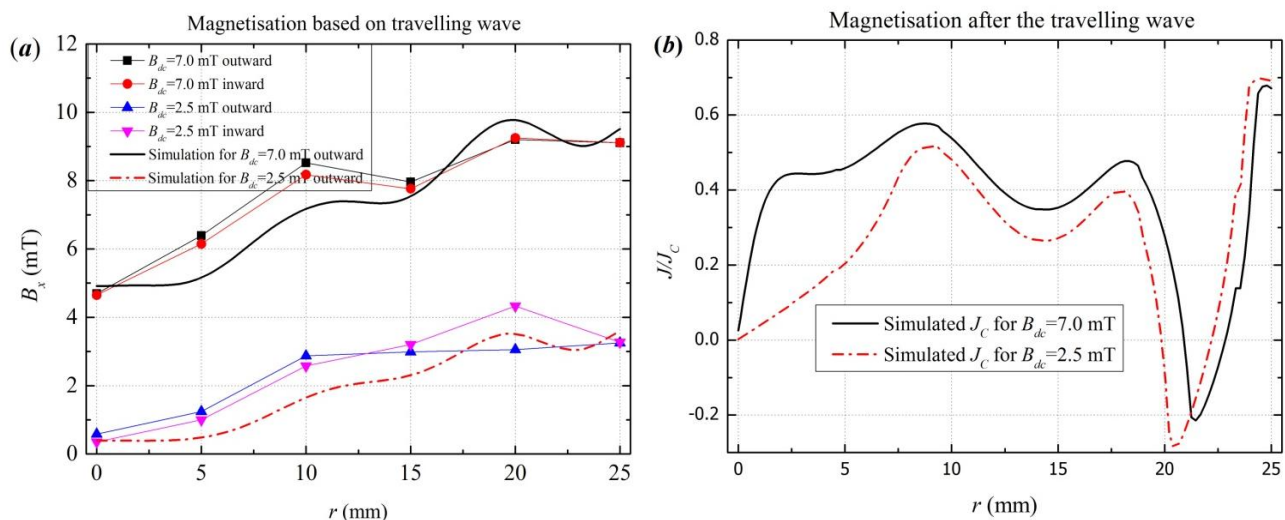 Magnetisation based on travelling wave
(a)
12
10
8
6
4
2
0
B_x (mT)
B_dc=7.0 mT outward
B_dc=7.0 mT inward
B_dc=2.5 mT outward
B_dc=2.5 mT inward
Simulation for B_dc=7.0 mT outward
Simulation for B_dc=2.5 mT outward
0 5 10 15 20 25
r (mm)
Magnetisation after the travelling wave
(b)
0.8
0.6
0.4
0.2
0.0
-0.2
J/J_C
Simulated J_C for B_dc=7.0 mT
Simulated J_C for B_dc=2.5 mT
0 5 10 15 20 25
r (mm)